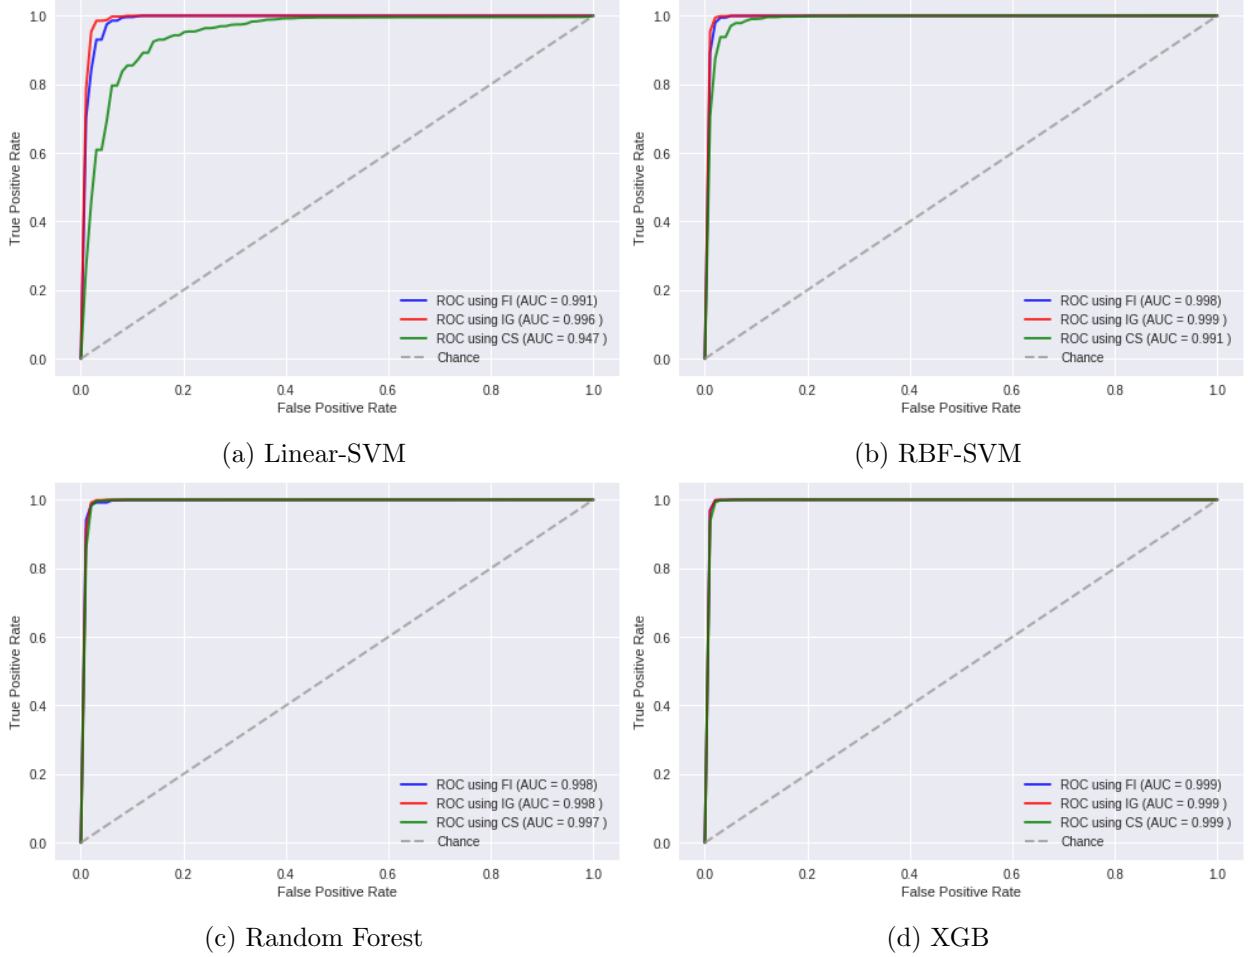 1.0
0.8
0.6
0.4
0.2
0.0
True Positive Rate
ROC using FI (AUC = 0.991)
ROC using IG (AUC = 0.996 )
ROC using CS (AUC = 0.947 )
Chance
0.0 0.2 0.4 0.6 0.8 1.0
False Positive Rate
(a) Linear-SVM
1.0
0.8
0.6
0.4
0.2
0.0
True Positive Rate
ROC using FI (AUC = 0.998)
ROC using IG (AUC = 0.999 )
ROC using CS (AUC = 0.991 )
Chance
0.0 0.2 0.4 0.6 0.8 1.0
False Positive Rate
(b) RBF-SVM
1.0
0.8
0.6
0.4
0.2
0.0
True Positive Rate
ROC using FI (AUC = 0.998)
ROC using IG (AUC = 0.998 )
ROC using CS (AUC = 0.997 )
Chance
0.0 0.2 0.4 0.6 0.8 1.0
False Positive Rate
(c) Random Forest
1.0
0.8
0.6
0.4
0.2
0.0
True Positive Rate
ROC using FI (AUC = 0.999)
ROC using IG (AUC = 0.999 )
ROC using CS (AUC = 0.999 )
Chance
0.0 0.2 0.4 0.6 0.8 1.0
False Positive Rate
(d) XGB